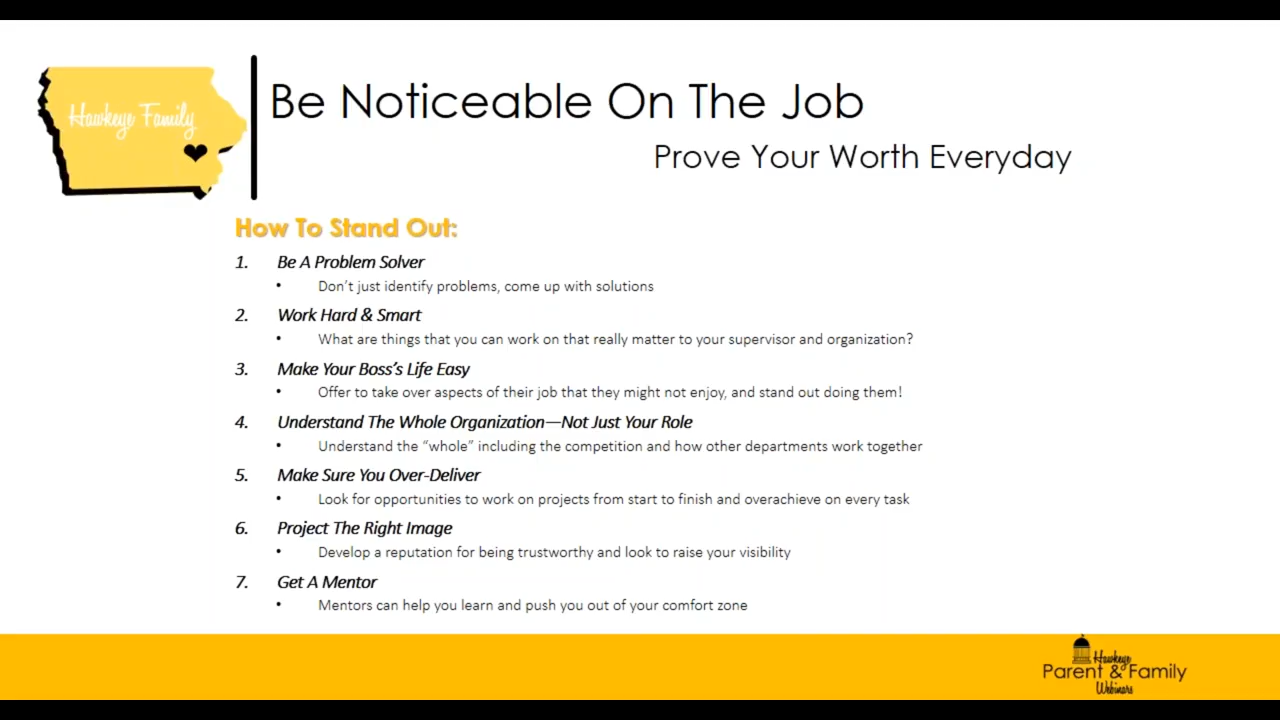 Hawkeye Family
Be Noticeable On The Job
Prove Your Worth Everyday
How To Stand Out:
1. Be A Problem Solver
• Don't just identify problems, come up with solutions
2. Work Hard & Smart
• What are things that you can work on that really matter to your supervisor and organization?
3. Make Your Boss's Life Easy
• Offer to take over aspects of their job that they might not enjoy, and stand out doing them!
4. Understand The Whole Organization—Not Just Your Role
• Understand the “whole” including the competition and how other departments work together
5. Make Sure You Over-Deliver
• Look for opportunities to work on projects from start to finish and overachieve on every task
6. Project The Right Image
• Develop a reputation for being trustworthy and look to raise your visibility
7. Get A Mentor
• Mentors can help you learn and push you out of your comfort zone
Hawkeye
Parent & Family
Webinars